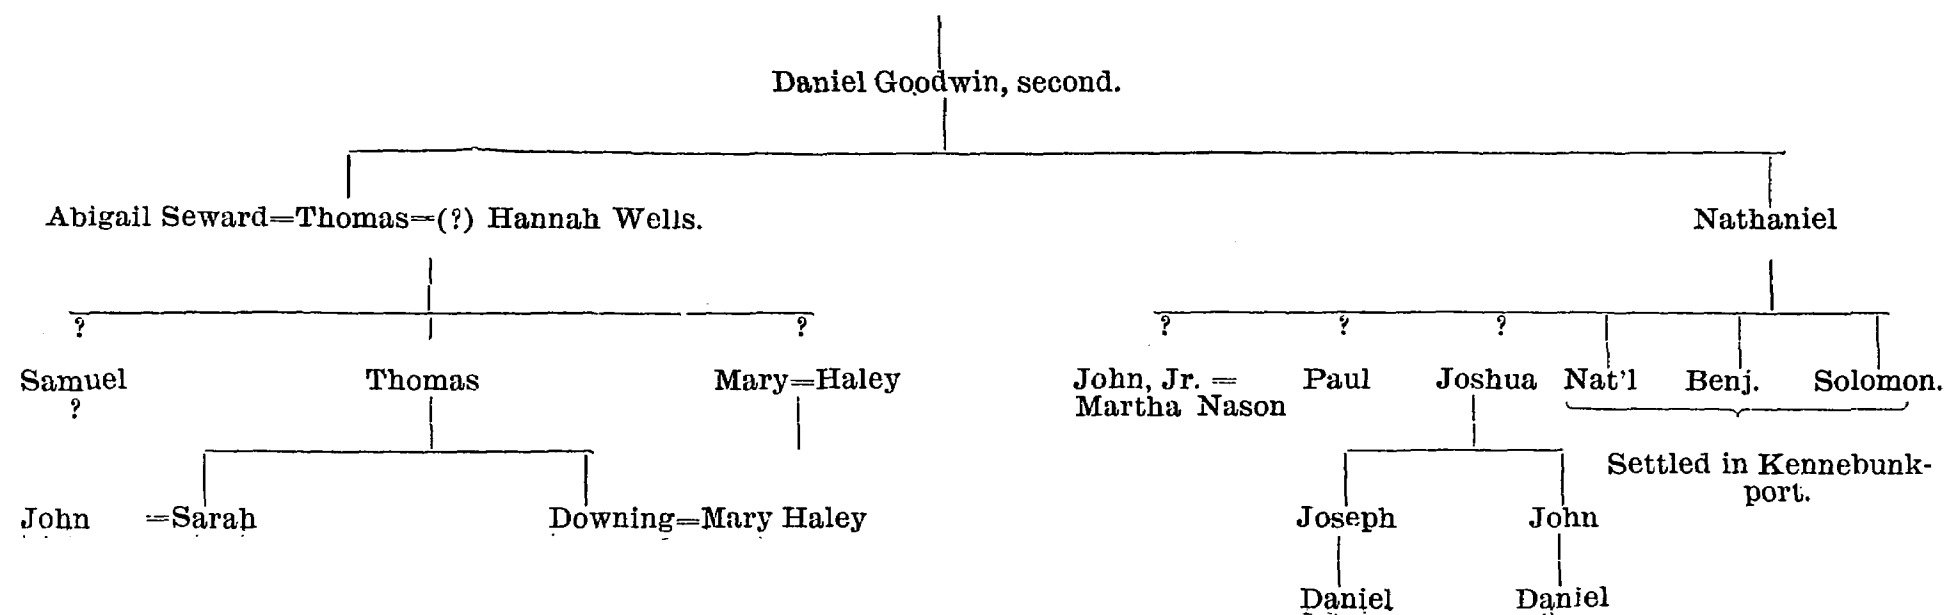 Daniel Goodwin, second.
Abigail Seward=Thomas=(?) Hannah Wells.
Nathaniel
? ? ? ? ?
Samuel Thomas Mary=Haley John, Jr. = Paul Joshua Nat'l Benj. Solomon.
? Martha Nason
Settled in Kennebunk-
port.
John =Sarah Downing=Mary Haley Joseph John
Daniel Daniel